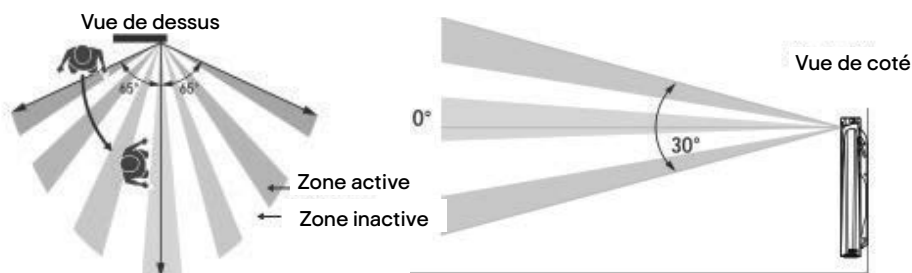 Vue de dessus
65°
65°
Zone active
Zone inactive
Vue de coté
0°
30°